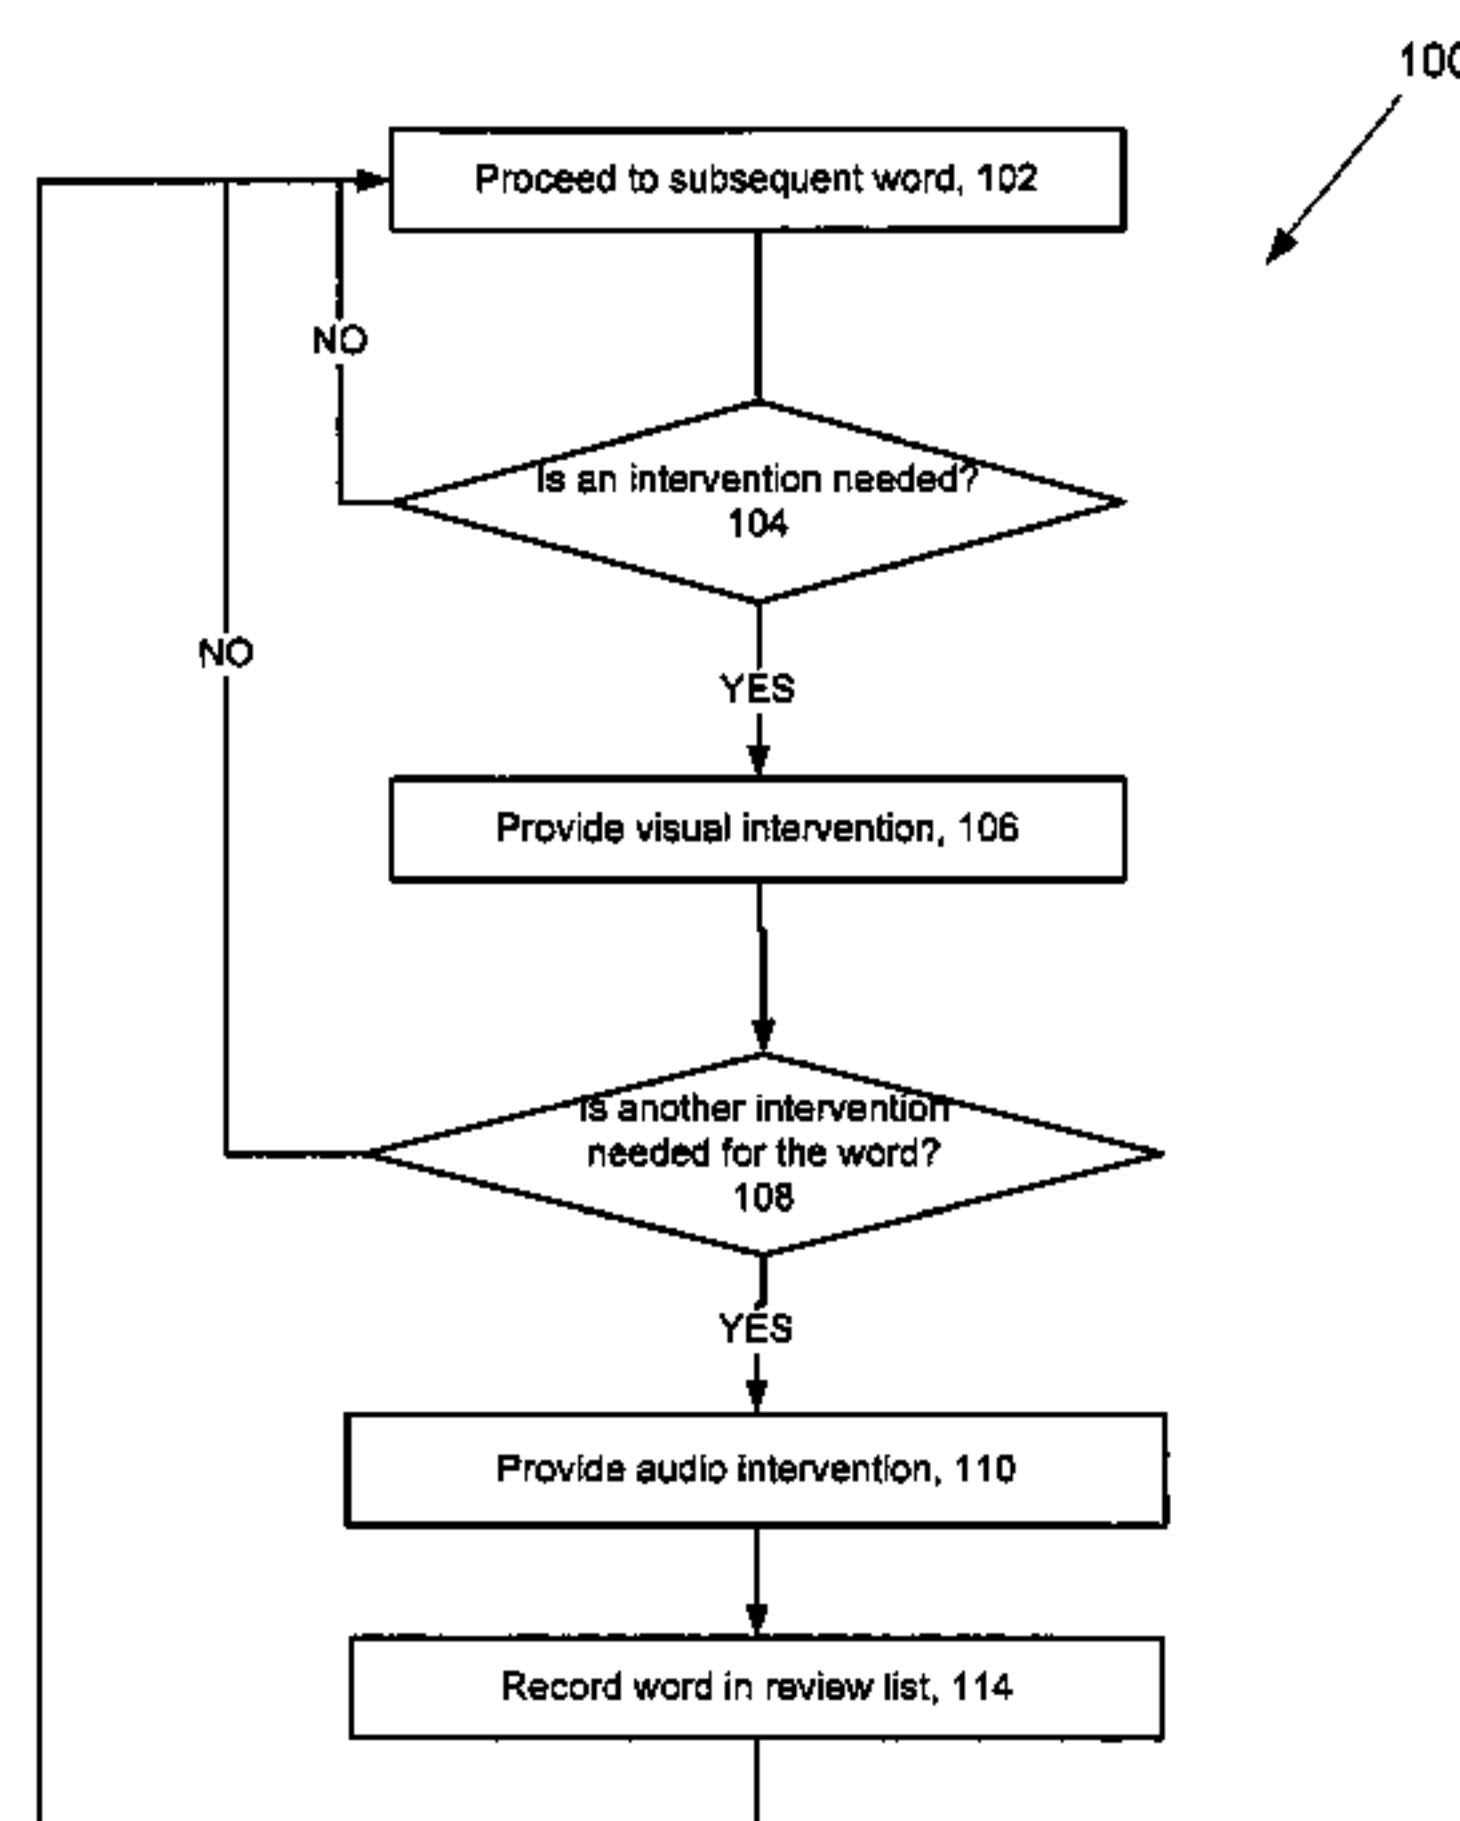 100
Proceed to subsequent word, 102
NO
Is an intervention needed?
104
NO
YES
Provide visual intervention, 106
Is another intervention
needed for the word?
108
YES
Provide audio intervention, 110
Record word in review list, 114